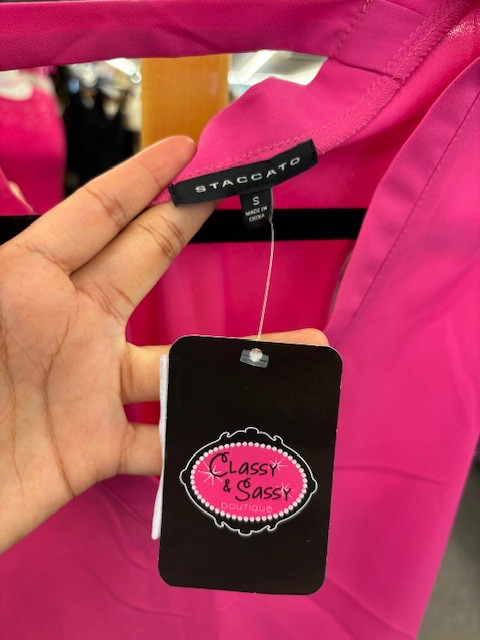 STACCATO
S
MADE IN
CHINA
CLASSY
& SASSY
boutique